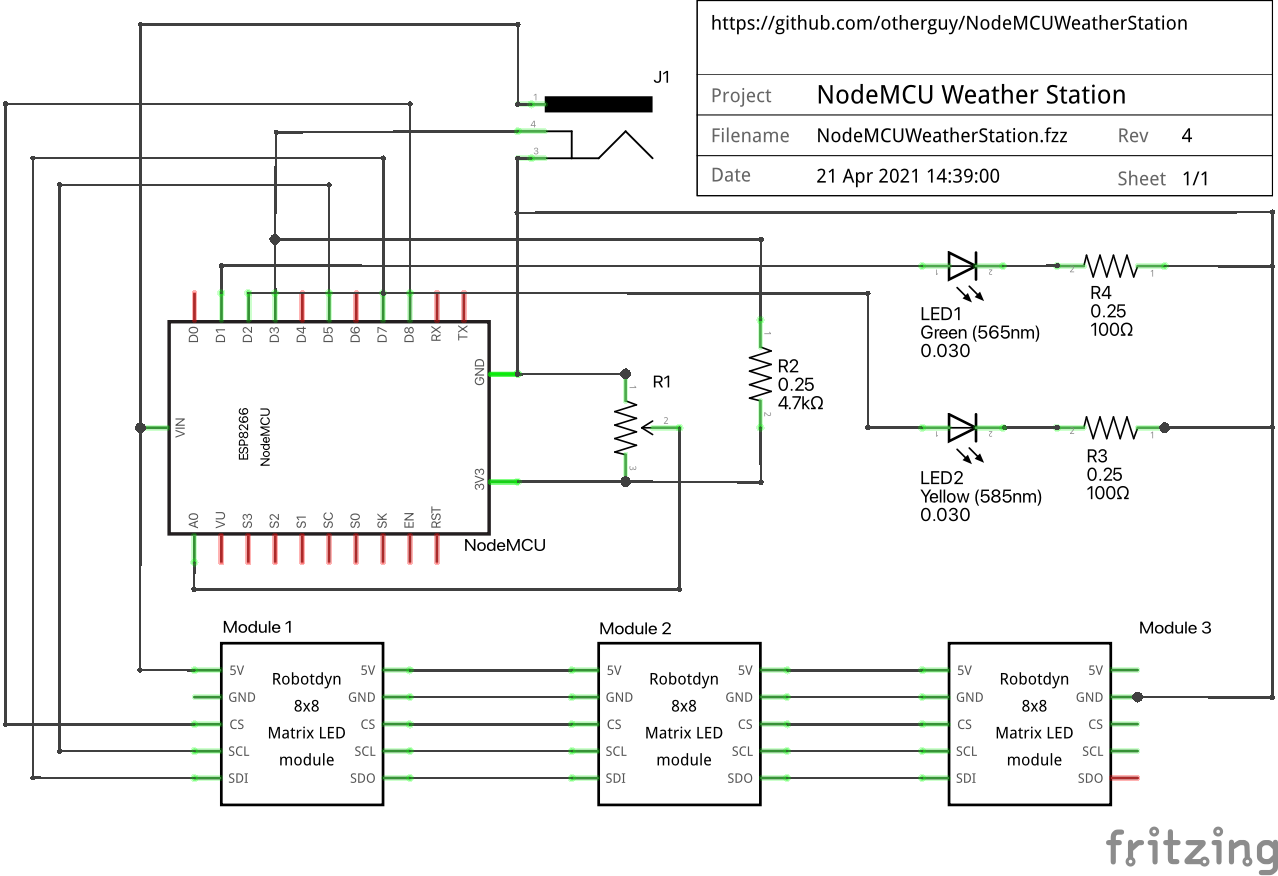 https://github.com/otherguy/NodeMCUWeatherStation
Project NodeMCU Weather Station
Filename NodeMCUWeatherStation.fzz Rev 4
Date 21 Apr 2021 14:39:00 Sheet 1/1
J1
1
4
3
D0 D1 D2 D3 D4 D5 D6 D7 D8 RX TX
GND
VIN
3V3
ESP8266
NodeMCU
A0 VU S3 S2 S1 SC S0 SK EN RST
NodeMCU
R1
1
2
3
1
R2
0.25
4.7kΩ
2
1 2
LED1
Green (565nm)
0.030
2 1
R4
0.25
100Ω
1 2
LED2
Yellow (585nm)
0.030
2 1
R3
0.25
100Ω
Module 1
5V 5V
GND GND
CS CS
SCL SCL
SDI SDO
Robotdyn
8x8
Matrix LED
module
Module 2
5V 5V
GND GND
CS CS
SCL SCL
SDI SDO
Robotdyn
8x8
Matrix LED
module
Module 3
5V 5V
GND GND
CS CS
SCL SCL
SDI SDO
Robotdyn
8x8
Matrix LED
module
fritzing